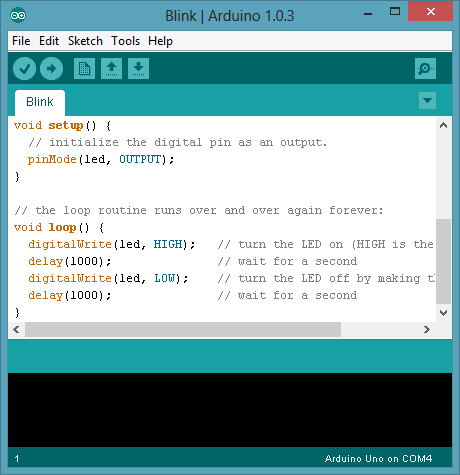 Blink | Arduino 1.0.3
File Edit Sketch Tools Help
Blink
void setup() {
  // initialize the digital pin as an output.
  pinMode(led, OUTPUT);
}

// the loop routine runs over and over again forever:
void loop() {
  digitalWrite(led, HIGH);   // turn the LED on (HIGH is the
  delay(1000);               // wait for a second
  digitalWrite(led, LOW);    // turn the LED off by making th
  delay(1000);               // wait for a second
}
1 Arduino Uno on COM4